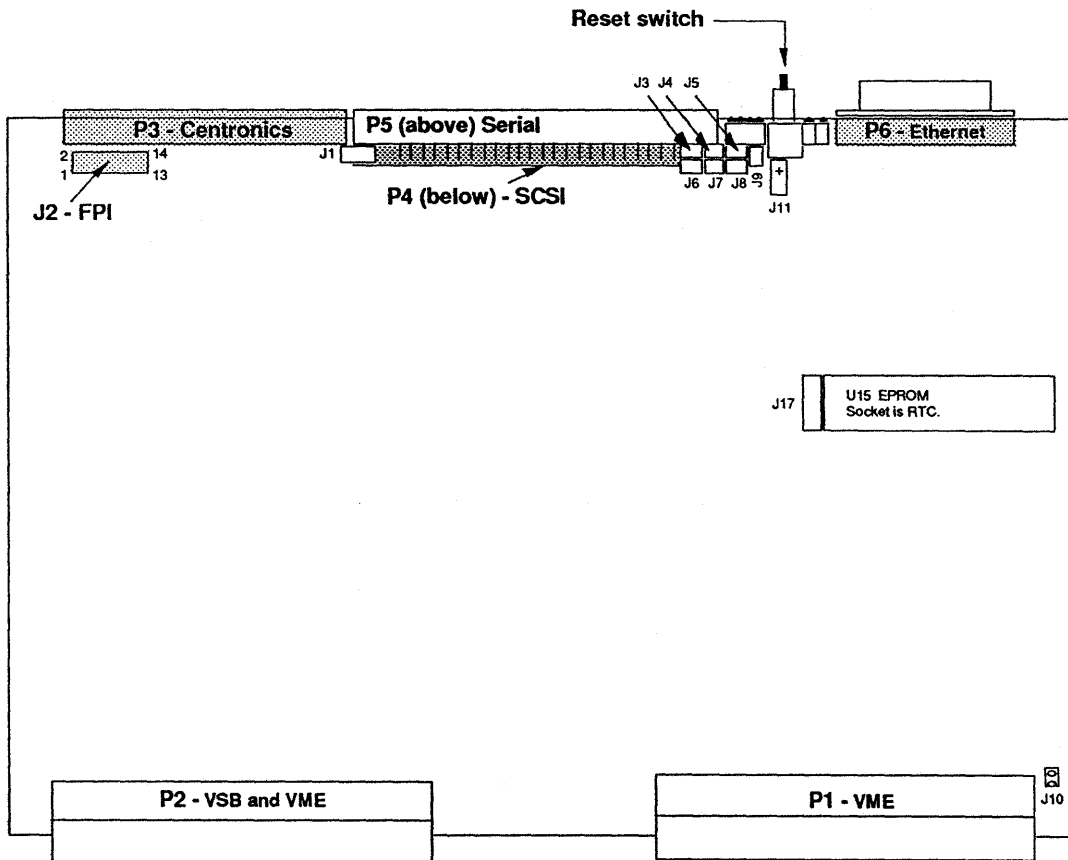 Reset switch
J3 J4 J5
P3 - Centronics
P5 (above) Serial
P6 - Ethernet
2 14
1 13
J1
J6 J7 J8 J9
+
J11
J2 - FPI
P4 (below) - SCSI
J17
U15 EPROM
Socket is RTC.
P2 - VSB and VME
P1 - VME
J10